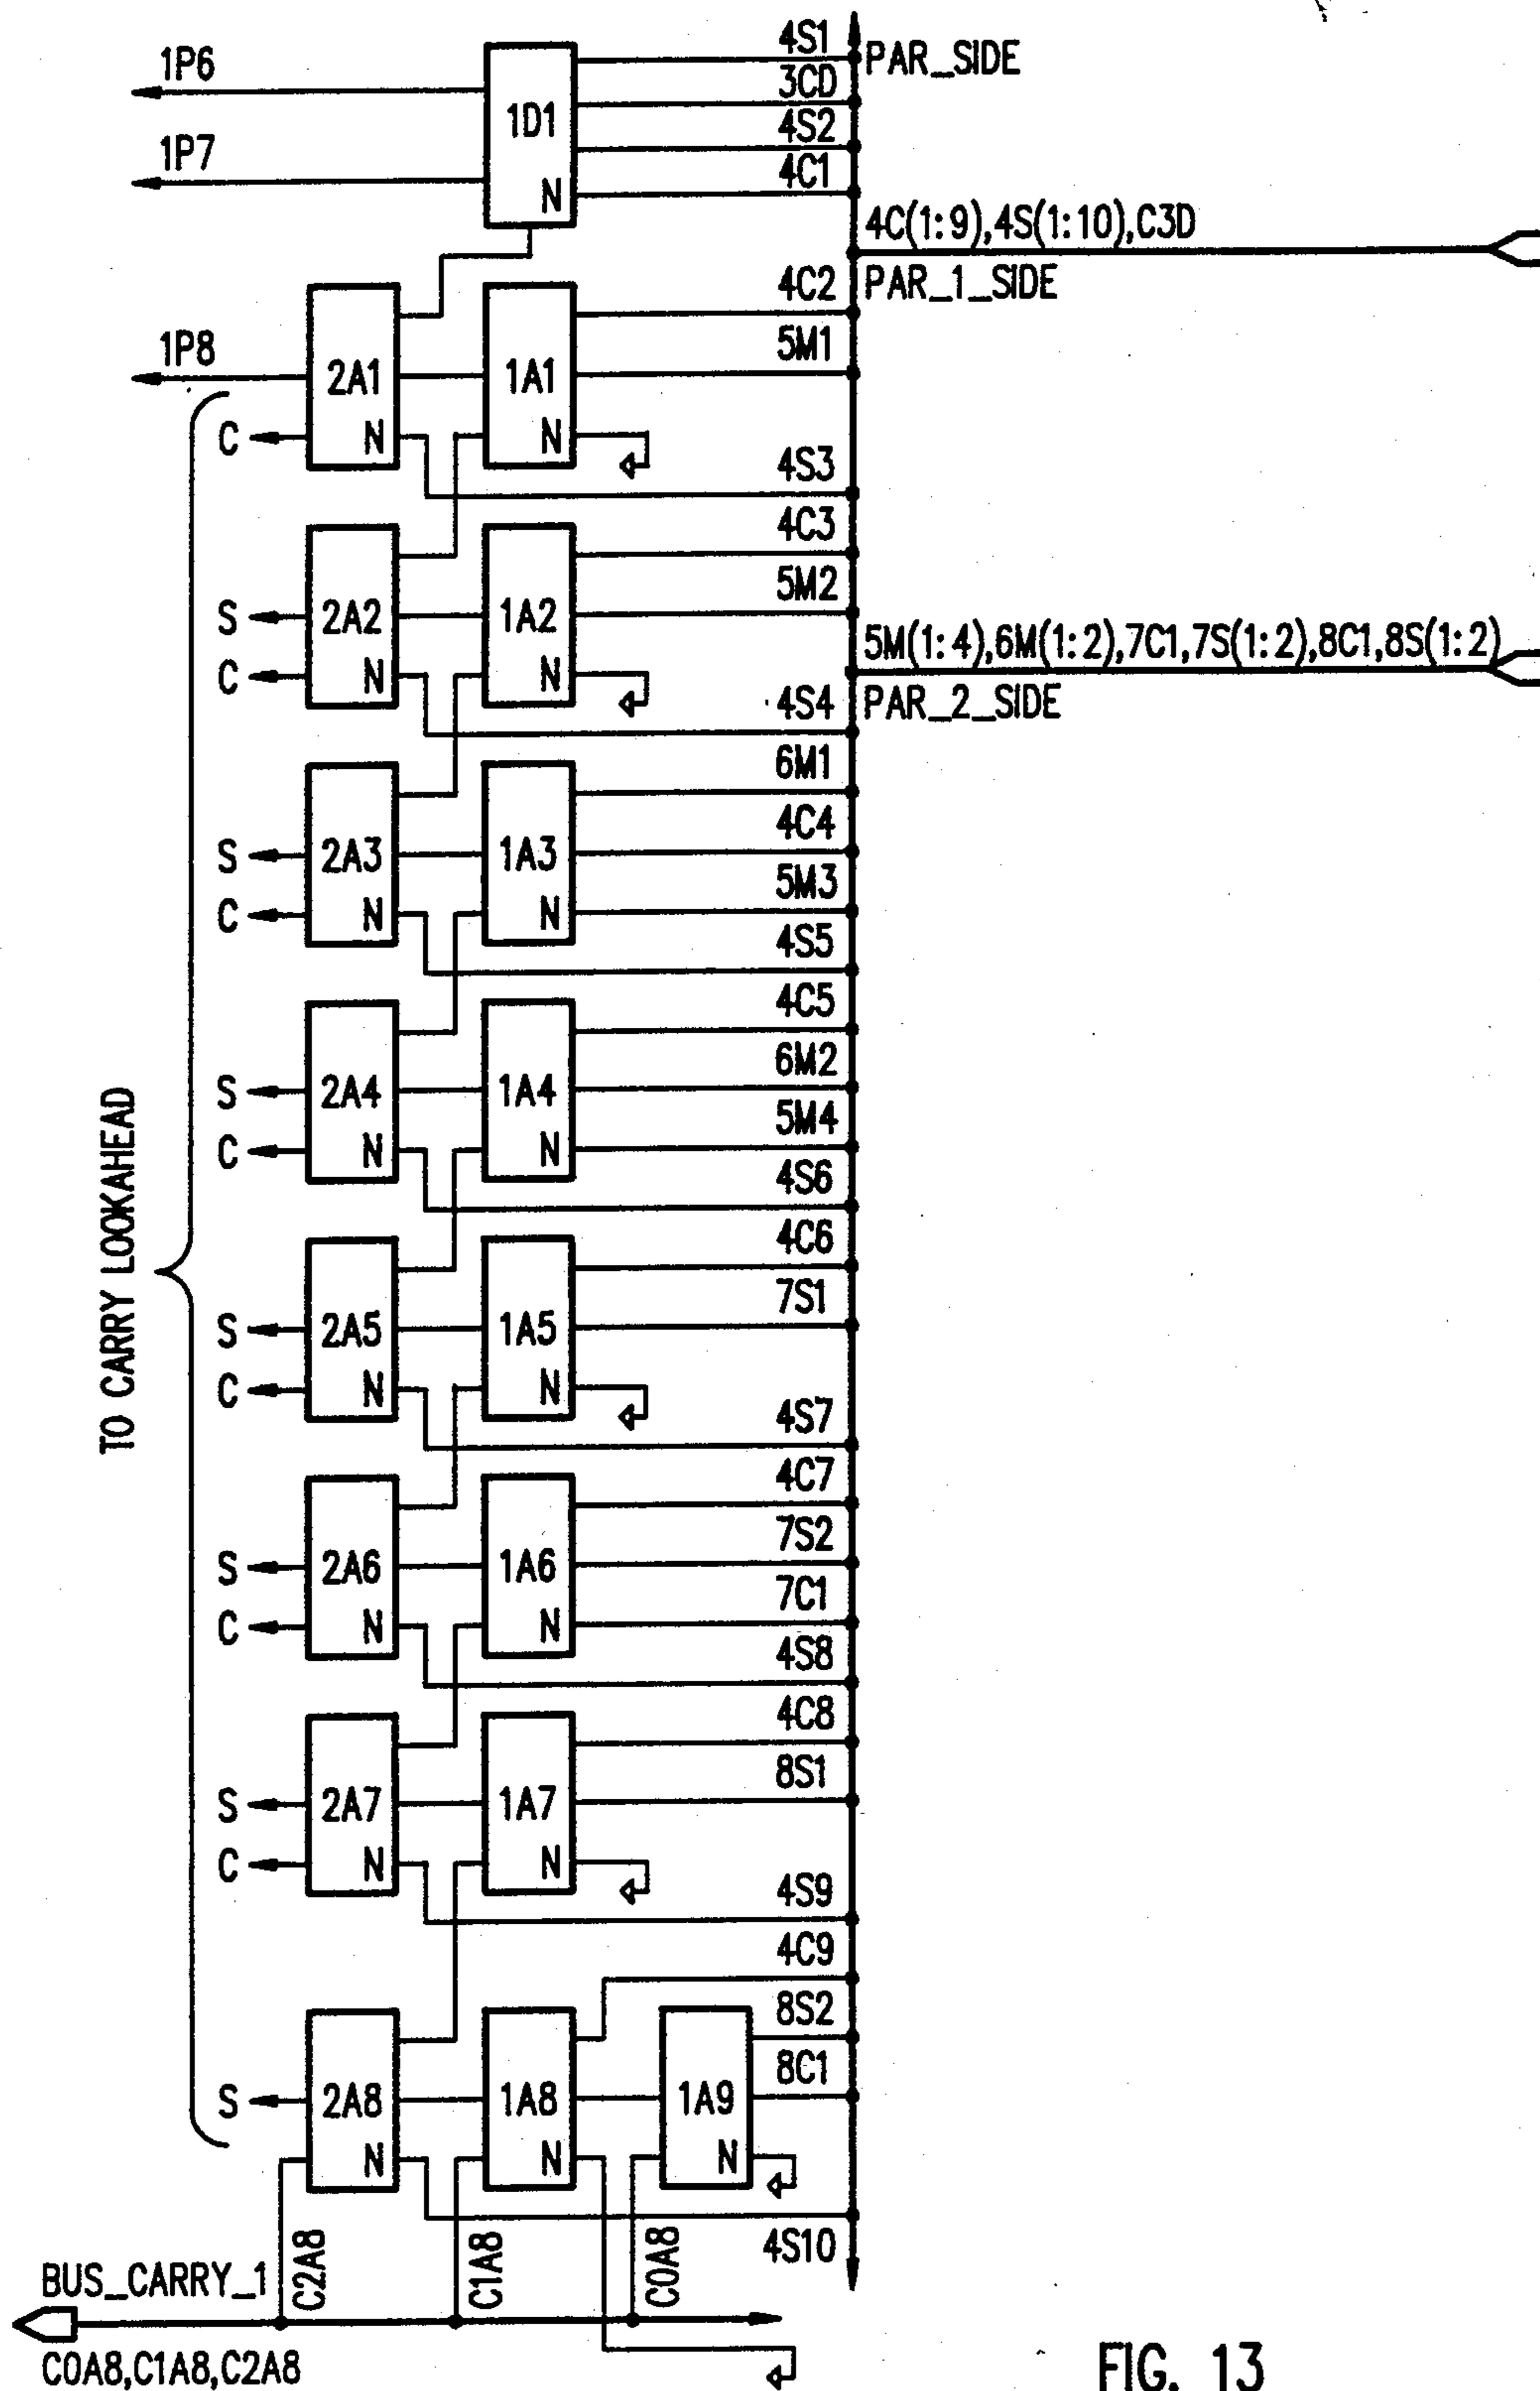 4S1
PAR_SIDE
1P6
3CD
1D1
4S2
1P7
4C1
N
4C(1:9),4S(1:10),C3D
4C2
PAR_1_SIDE
1P8
5M1
2A1
1A1
C
N
N
4S3
4C3
5M2
S
2A2
1A2
5M(1:4),6M(1:2),7C1,7S(1:2),8C1,8S(1:2)
C
N
N
4S4
PAR_2_SIDE
6M1
4C4
S
2A3
1A3
5M3
C
N
N
4S5
4C5
6M2
S
2A4
1A4
5M4
C
N
N
4S6
TO CARRY LOOKAHEAD
4C6
7S1
S
2A5
1A5
C
N
N
4S7
4C7
7S2
S
2A6
1A6
7C1
C
N
N
4S8
4C8
8S1
S
2A7
1A7
C
N
N
4S9
4C9
8S2
8C1
S
2A8
1A8
1A9
N
N
N
4S10
C2A8
C1A8
C0A8
BUS_CARRY_1
C0A8,C1A8,C2A8
FIG. 13